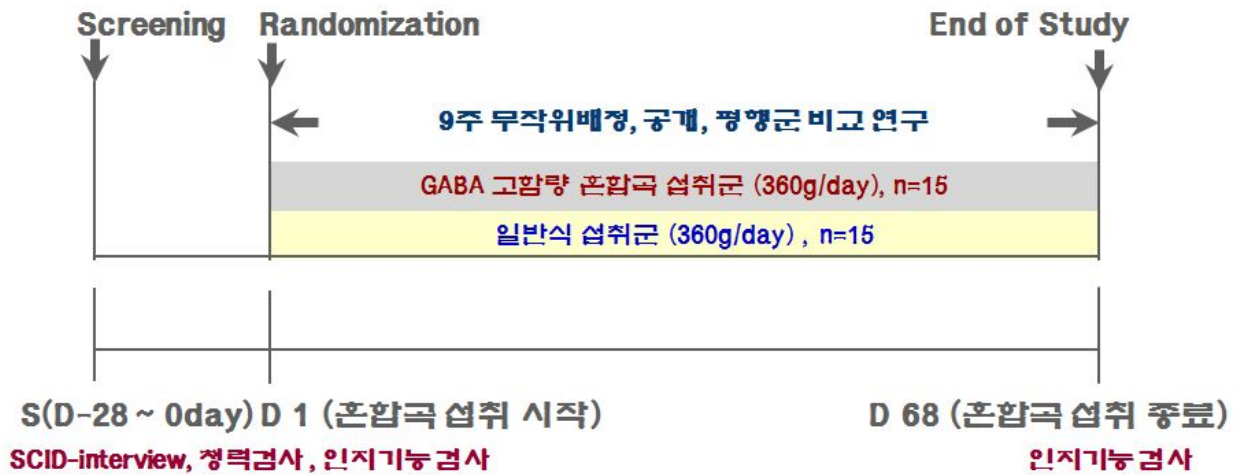 Screening Randomization End of Study
9주 무작위배정, 공개, 평행군 비교 연구
GABA 고함량 혼합곡 섭취군 (360g/day), n=15
일반식 섭취군 (360g/day) , n=15
S(D-28 ~ 0day) D 1 (혼합곡 섭취 시작) D 68 (혼합곡 섭취 종료)
SCID-interview, 청력검사 , 인지기능 검사 인지기능 검사